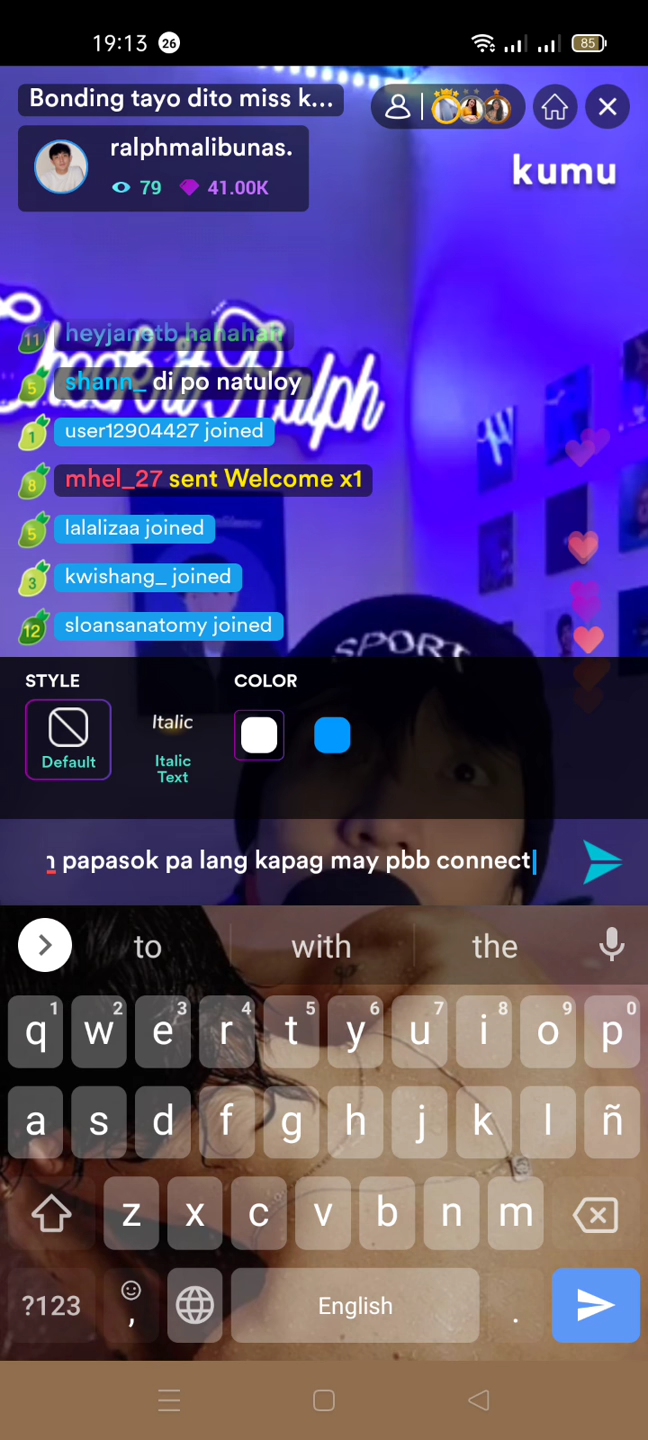 19:13 26 85
Bonding tayo dito miss k...
ralphmalibunas.
79 41.00K
kumu
Check it Ralph
11 heyjanetb hahahah
5 shann_ di po natuloy
1 user12904427 joined
8 mhel_27 sent Welcome x1
5 lalalizaa joined
3 kwishang_ joined
12 sloansanatomy joined
SPORT
STYLE COLOR
Italic
Default Italic
Text
papasok pa lang kapag may pbb connect
to with the
1 2 3 4 5 6 7 8 9 0
q w e r t y u i o p
a s d f g h j k l ñ
z x c v b n m
?123 , English .